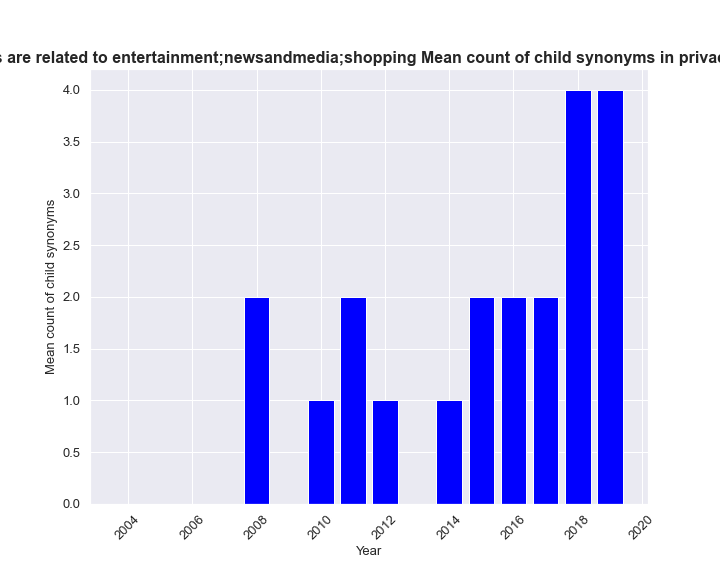 are related to entertainment;newsandmedia;shopping Mean count of child synonyms in
4.0
3.5
3.0
2.5
2.0
1.5
1.0
0.5
0.0
Mean count of child synonyms
2004 2006 2008 2010 2012 2014 2016 2018 2020
Year